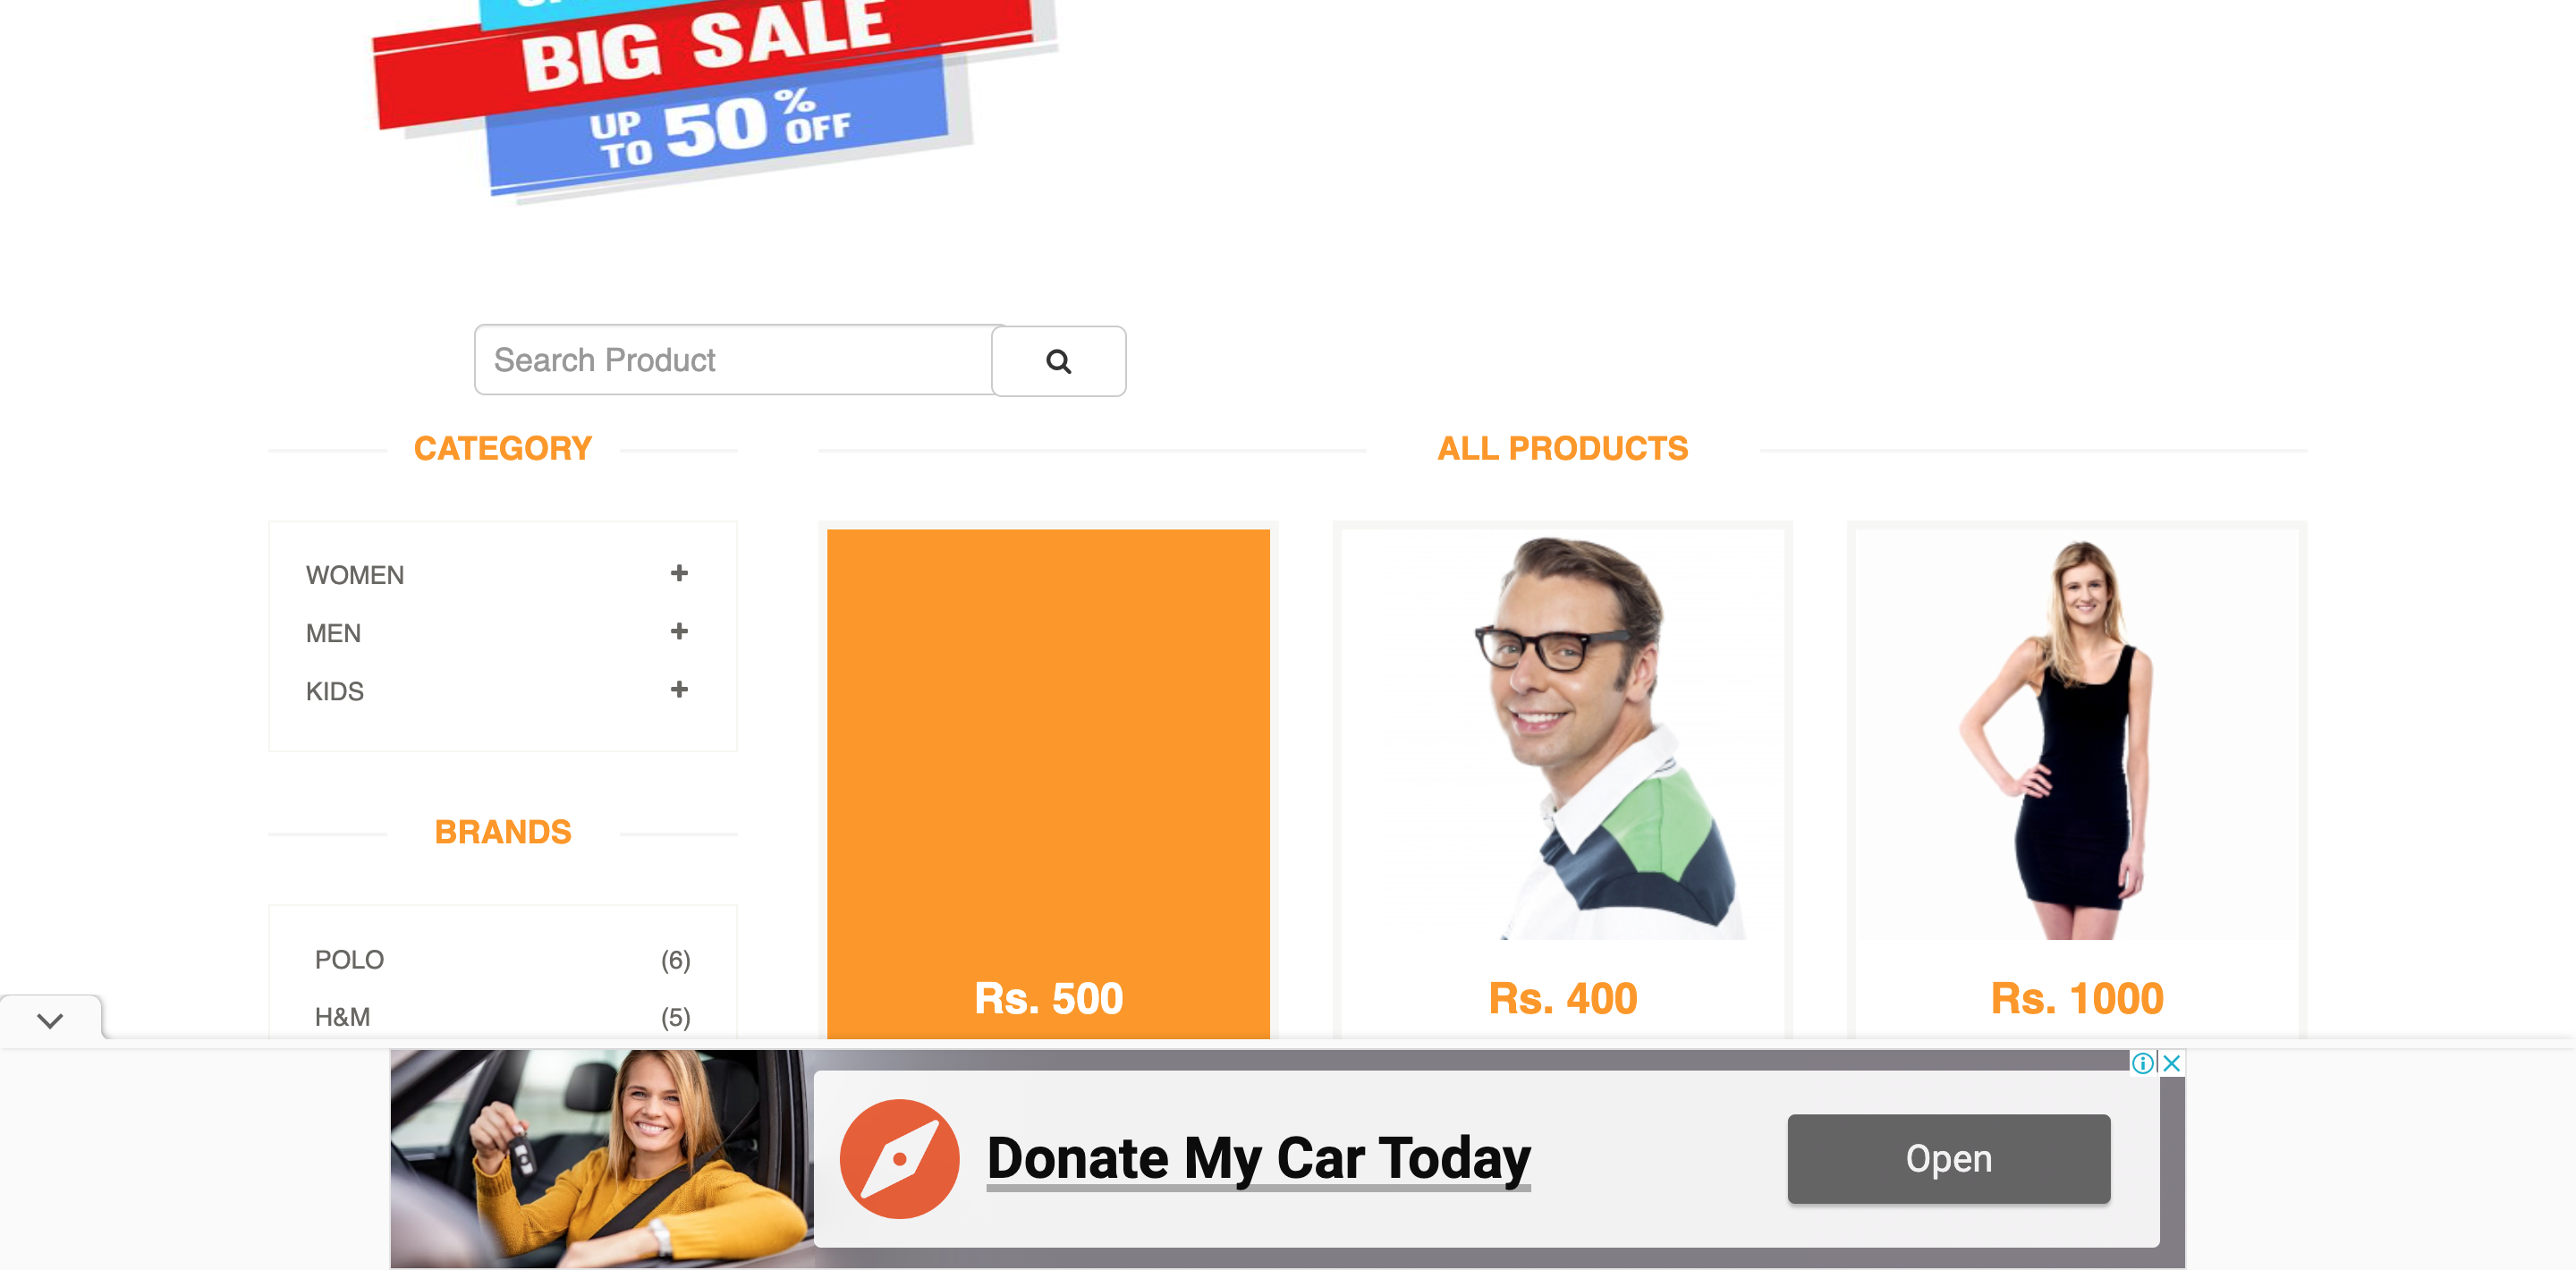 BIG SALE
UP TO 50% OFF
Search Product
CATEGORY
ALL PRODUCTS
WOMEN
MEN
KIDS
BRANDS
POLO (6)
H&M (5)
Rs. 500
Rs. 400
Rs. 1000
Donate My Car Today
Open